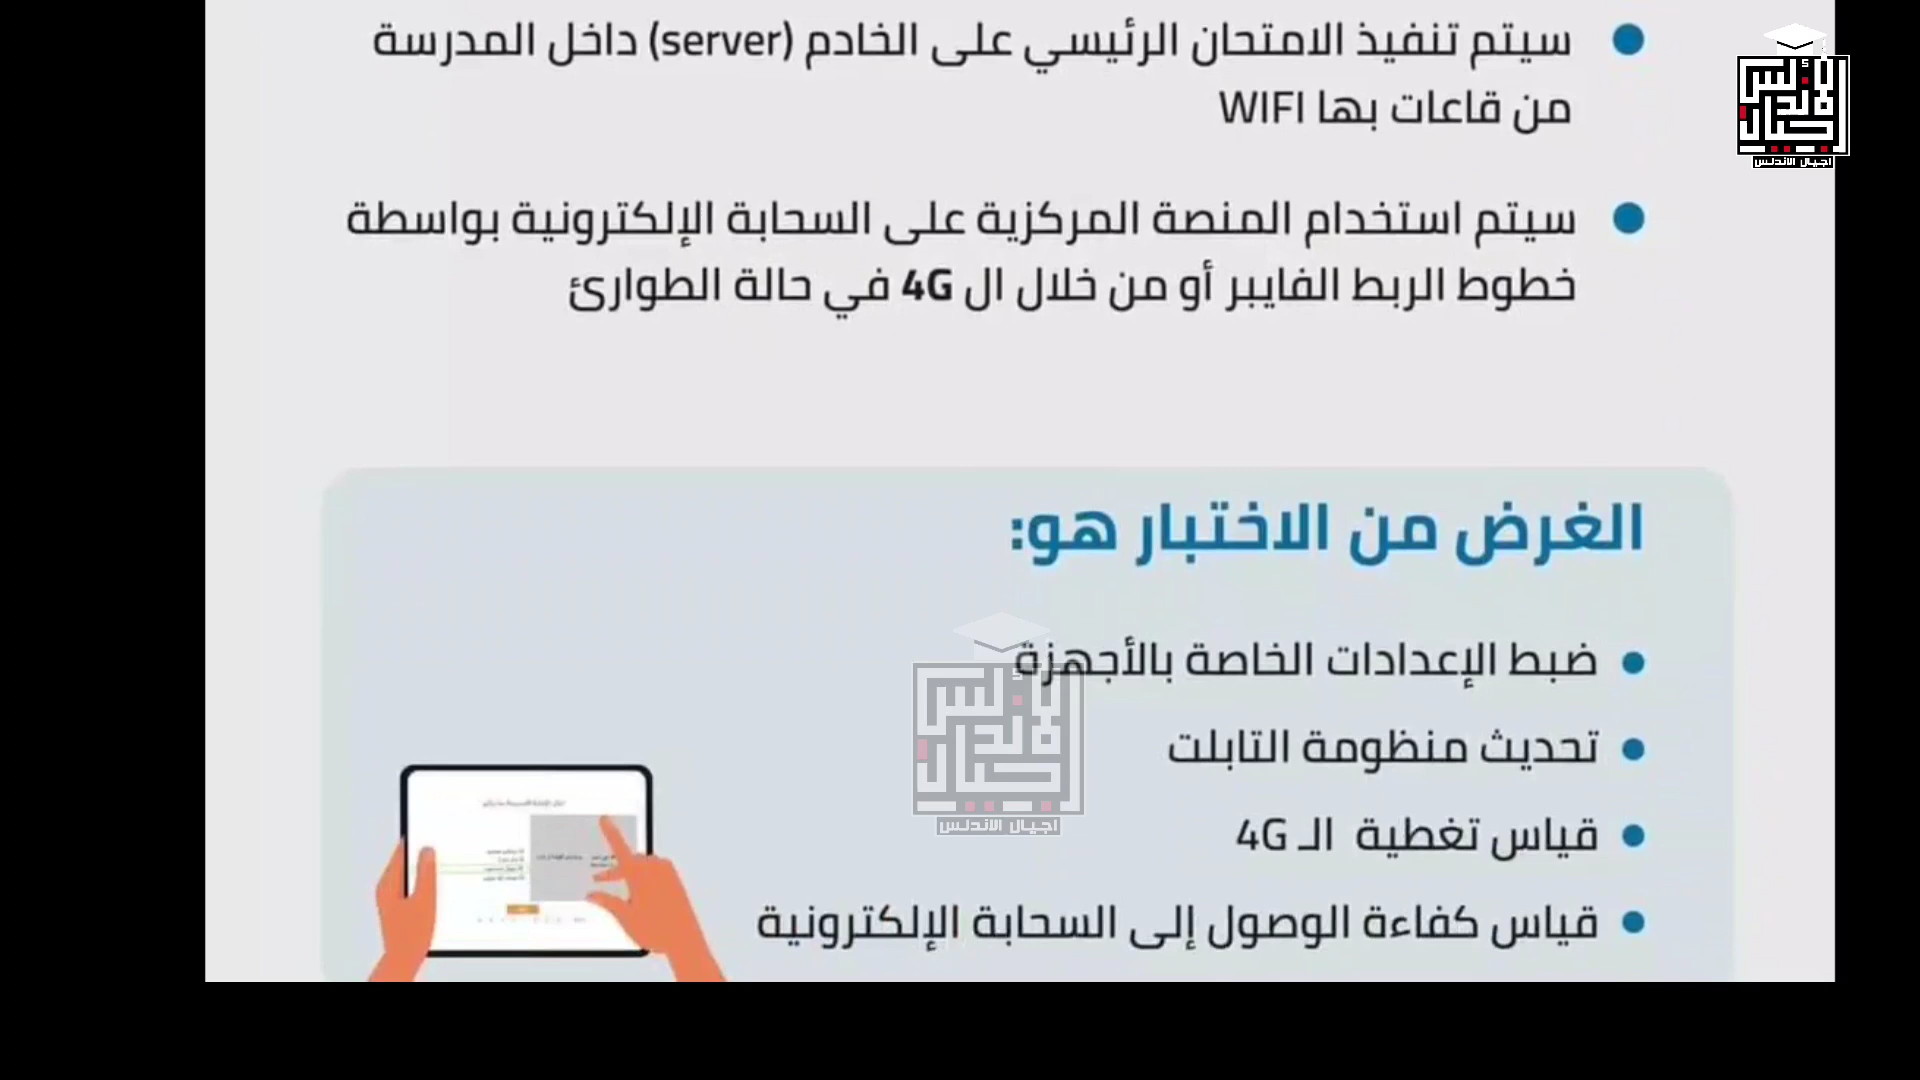 سيتم تنفيذ الامتحان الرئيسي على الخادم (server) داخل المدرسة
من قاعات بها WIFI
سيتم استخدام المنصة المركزية على السحابة الإلكترونية بواسطة
خطوط الربط الفايبر أو من خلال ال 4G في حالة الطوارئ
الغرض من الاختبار هو:
ضبط الإعدادات الخاصة بالأجهزة
تحديث منظومة التابلت
قياس تغطية الـ 4G
قياس كفاءة الوصول إلى السحابة الإلكترونية
اجيال الاندلس
اجيال الاندلس